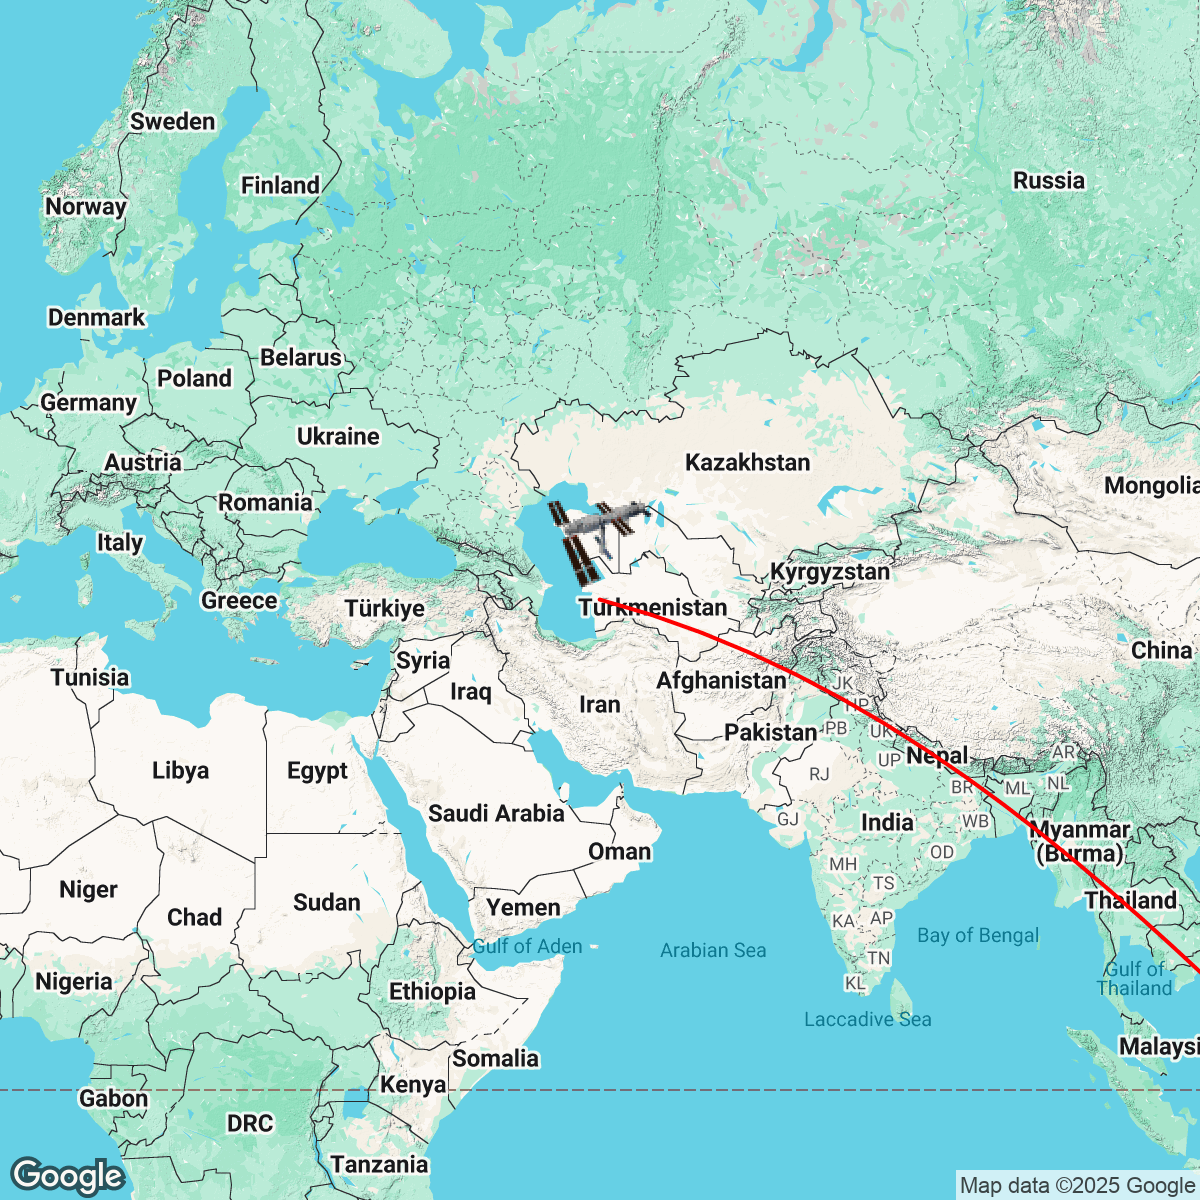 Sweden
Finland
Russia
Norway
Denmark
Belarus
Poland
Germany
Ukraine
Austria
Kazakhstan
Mongolia
Romania
Italy
Kyrgyzstan
Greece
Türkiye
Turkmenistan
Syria
China
Tunisia
Iraq
Afghanistan
JK
Iran
HP
Pakistan
PB
UK
Nepal
AR
UP
Libya
Egypt
RJ
BR
ML
NL
Saudi Arabia
GJ
India
WB
Myanmar
(Burma)
Oman
OD
MH
TS
Niger
Sudan
Thailand
Chad
Yemen
KA
AP
Gulf of Aden
Arabian Sea
Bay of Bengal
TN
Nigeria
Ethiopia
KL
Gulf of
Thailand
Laccadive Sea
Somalia
Malaysi
Kenya
Gabon
DRC
Tanzania
Google
Map data ©2025 Google